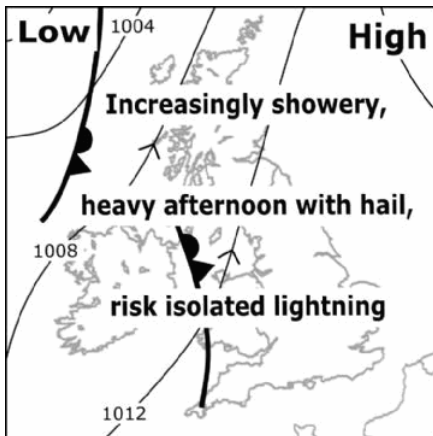 Low 1004 High
Increasingly showery,
heavy afternoon with hail,
1008
risk isolated lightning
1012